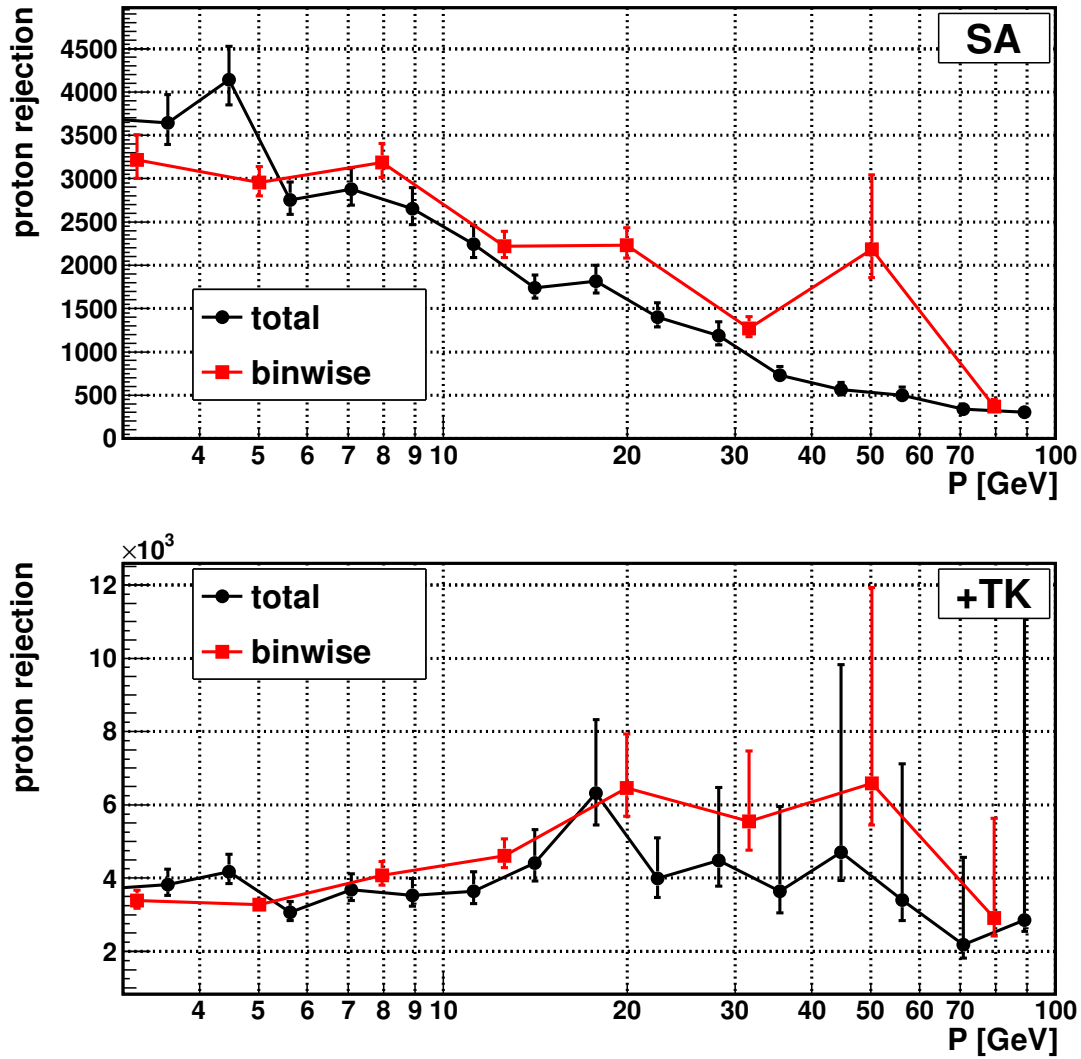 SA
proton rejection
4500
4000
3500
3000
2500
2000
1500
1000
500
0
total
binwise
4 5 6 7 8 9 10 20 30 40 50 60 70 100
P [GeV]
×10³
+TK
proton rejection
12
10
8
6
4
2
total
binwise
4 5 6 7 8 9 10 20 30 40 50 60 70 100
P [GeV]